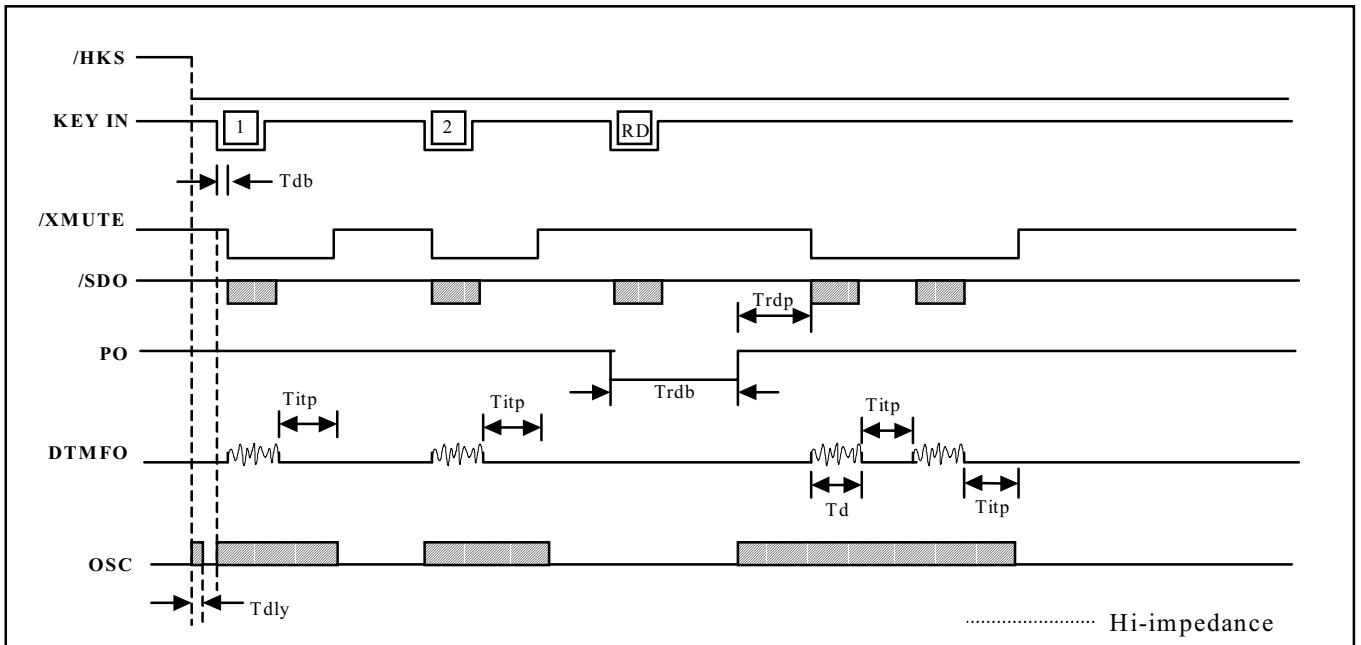 /HKS
KEY IN
1
2
RD
Tdb
/XMUTE
/SDO
Trdp
PO
Trdb
Titp
Titp
Titp
DTMFO
Td
Titp
OSC
Tdly
Hi-impedance